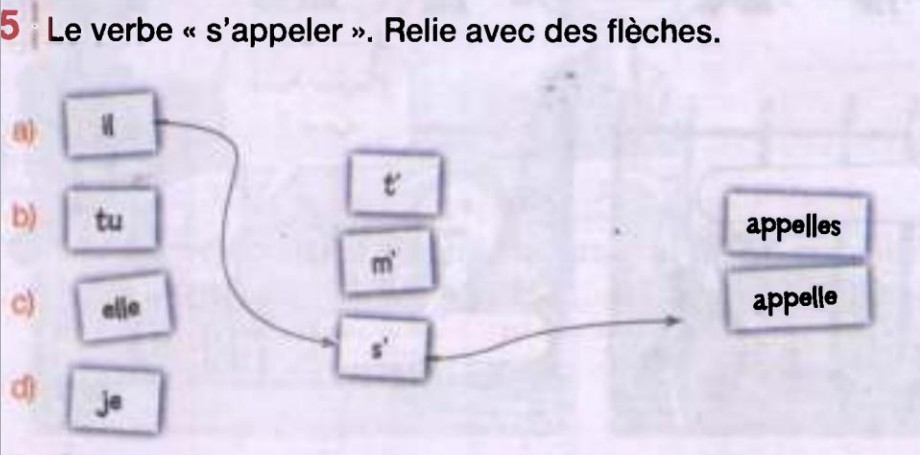 5 Le verbe « s'appeler ». Relie avec des flèches.
a) il
t'
b) tu
appelles
m'
c) elle
appelle
s'
d) je